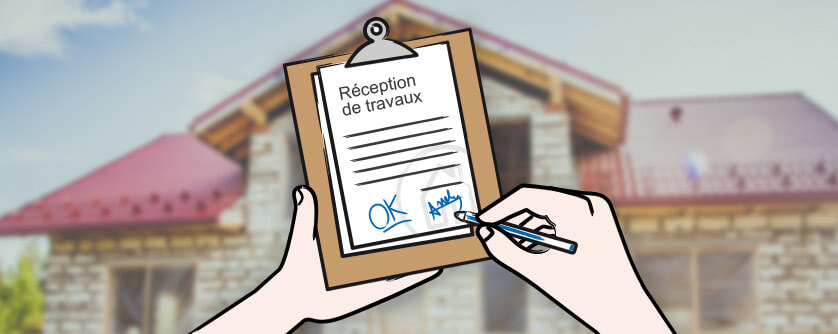 Réception
de travaux
OK